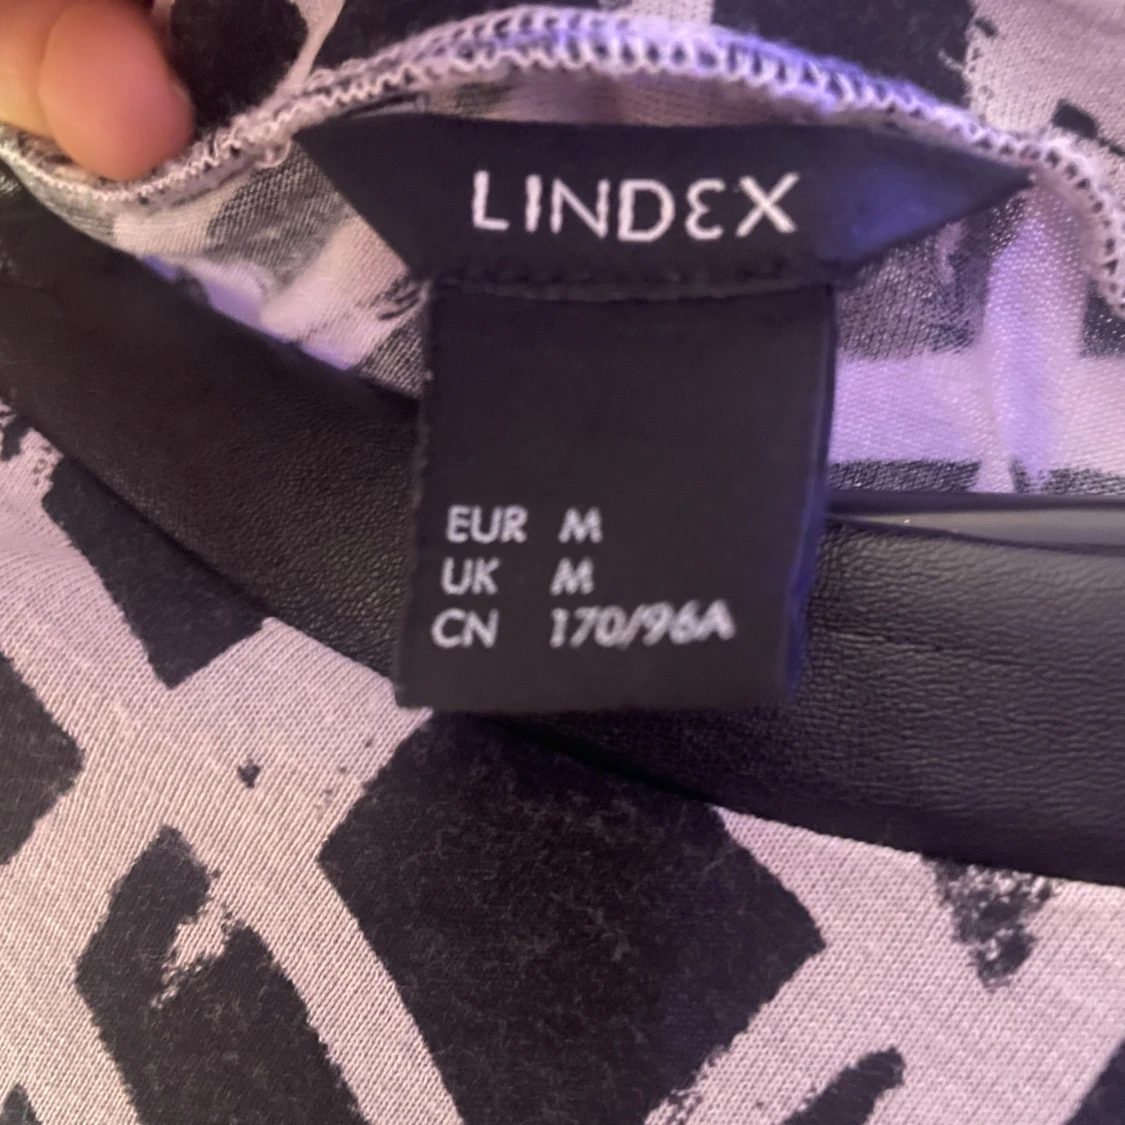 LINDEX
EUR M
UK M
CN 170/96A